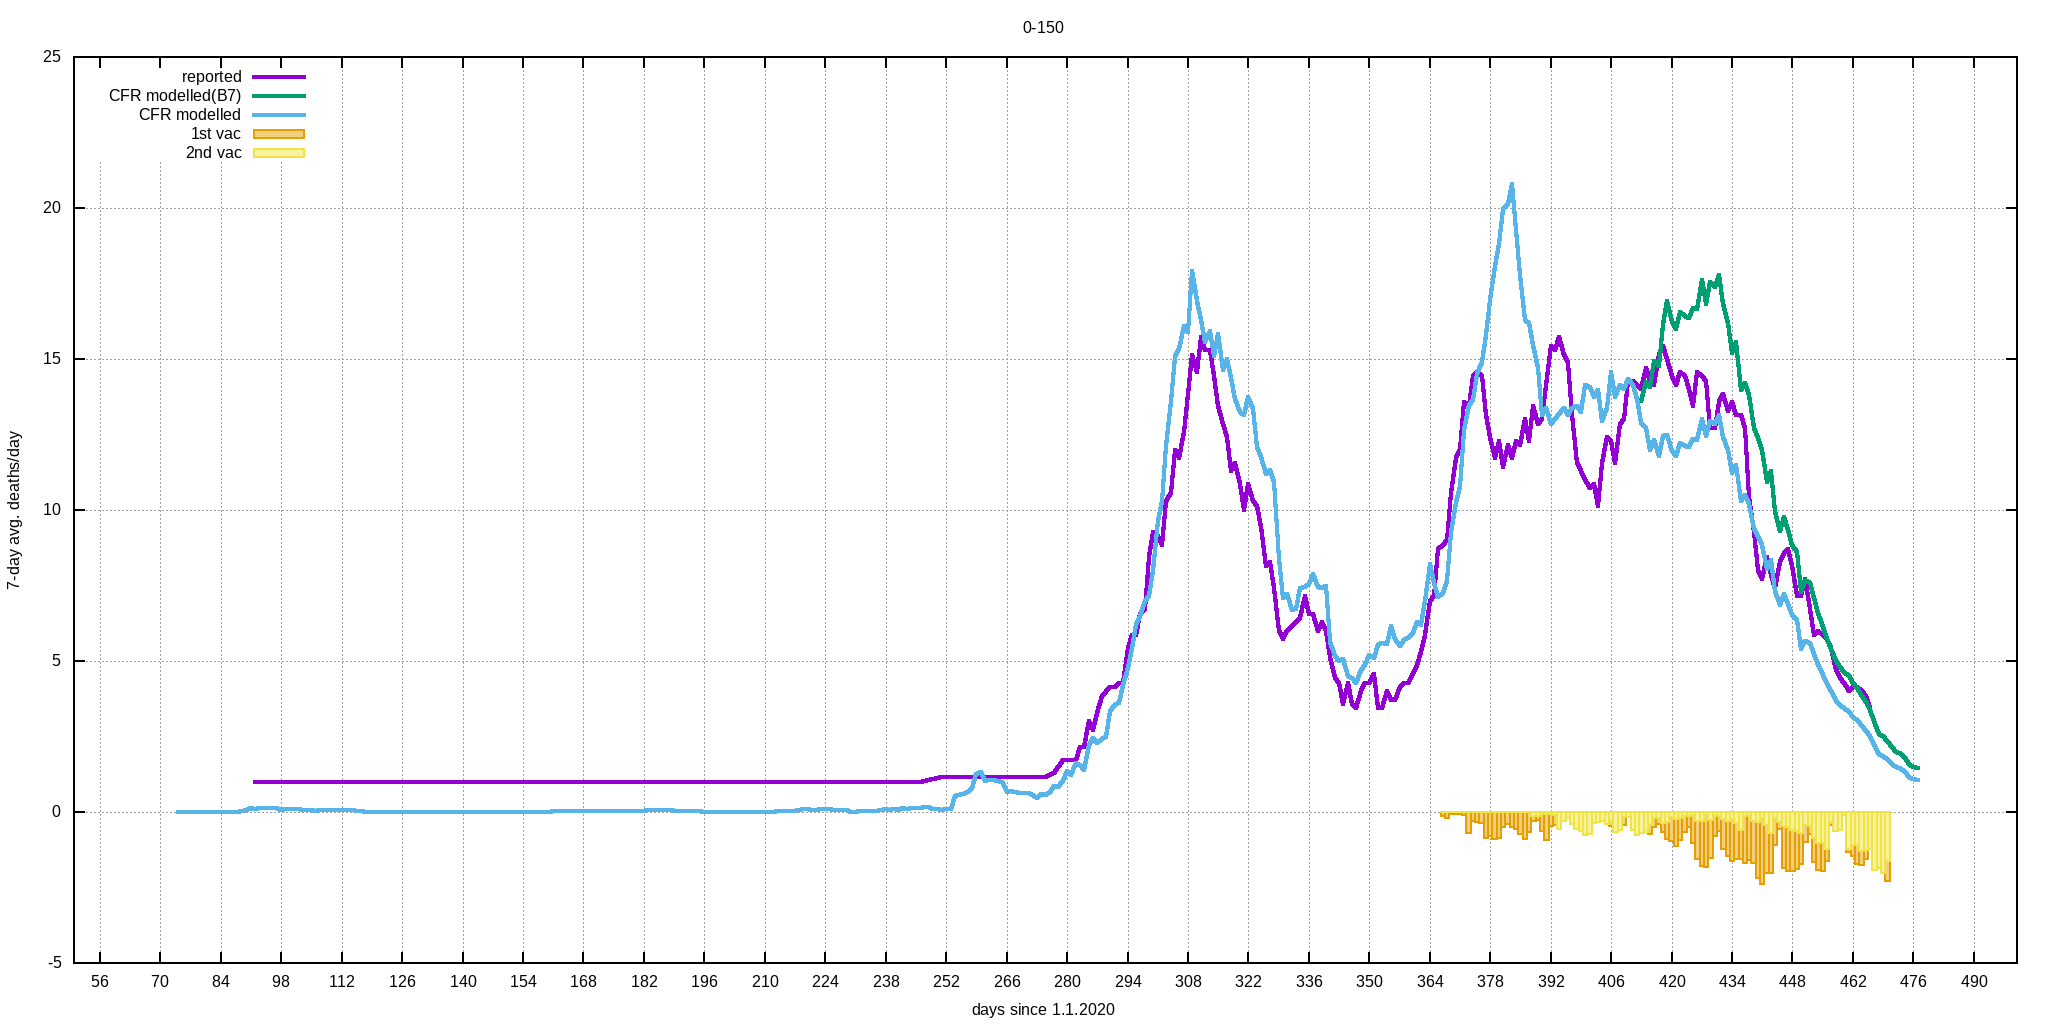 0-150
25
20
15
10
5
0
-5
7-day avg. deaths/day
reported
CFR modelled(B7)
CFR modelled
1st vac
2nd vac
56 70 84 98 112 126 140 154 168 182 196 210 224 238 252 266 280 294 308 322 336 350 364 378 392 406 420 434 448 462 476 490
days since 1.1.2020